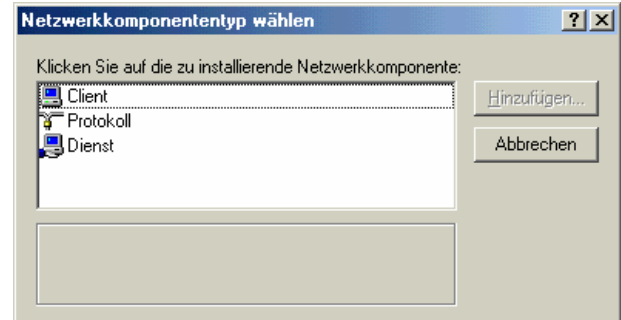 Netzwerkkomponententyp wählen
Klicken Sie auf die zu installierende Netzwerkkomponente:
Client
Protokoll
Dienst
Hinzufügen...
Abbrechen